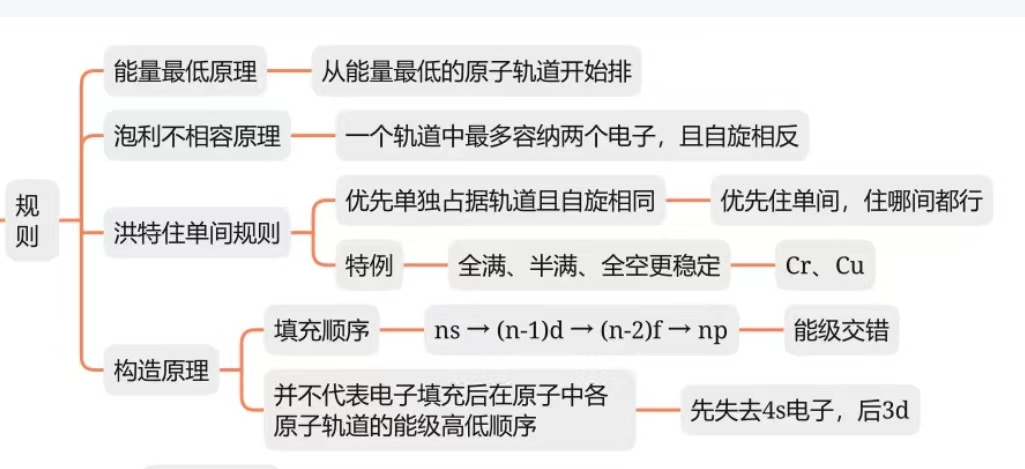 规
则
能量最低原理
从能量最低的原子轨道开始排
泡利不相容原理
一个轨道中最多容纳两个电子，且自旋相反
洪特住单间规则
优先单独占据轨道且自旋相同
优先住单间，住哪间都行
特例
全满、半满、全空更稳定
Cr、Cu
构造原理
填充顺序
ns → (n-1)d → (n-2)f → np
能级交错
并不代表电子填充后在原子中各
原子轨道的能级高低顺序
先失去4s电子，后3d